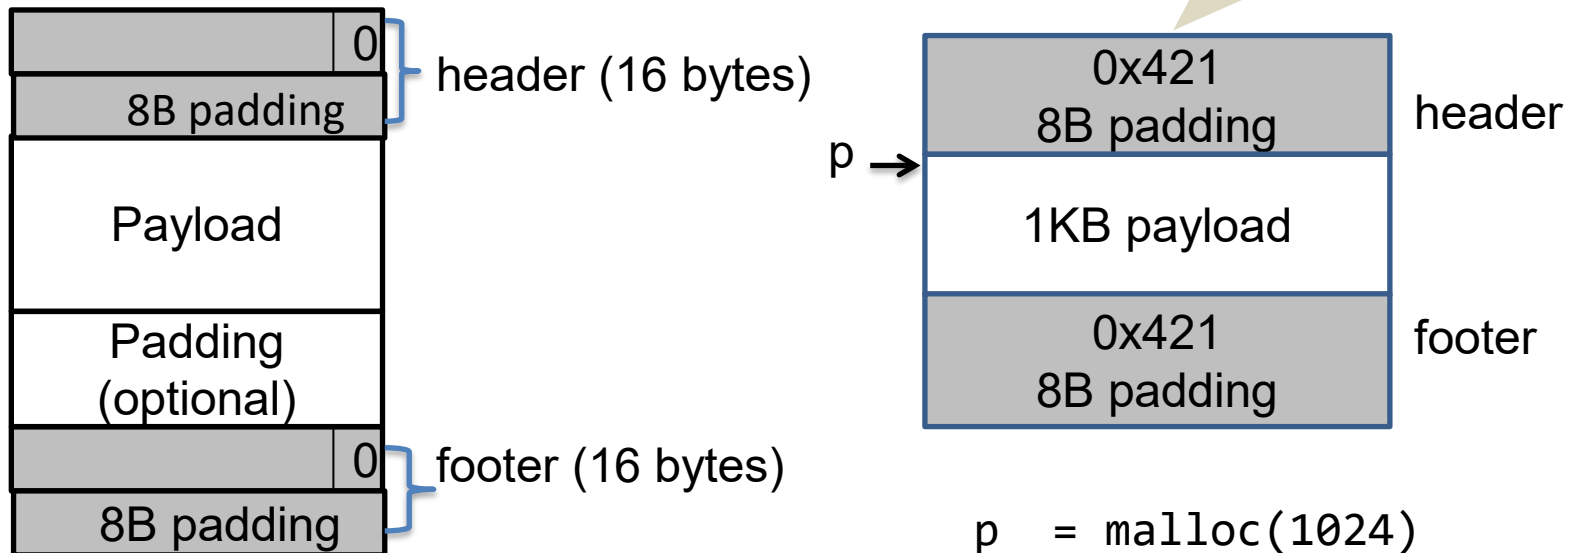 0
8B padding
header (16 bytes)
Payload
Padding
(optional)
0
footer (16 bytes)
8B padding
0x421
8B padding
header
p
1KB payload
0x421
8B padding
footer
p = malloc(1024)